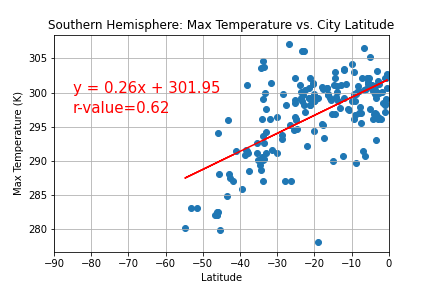 Southern Hemisphere: Max Temperature vs. City Latitude
305
300
295
290
285
280
y = 0.26x + 301.95
r-value=0.62
Max Temperature (K)
−90 −80 −70 −60 −50 −40 −30 −20 −10 0
Latitude